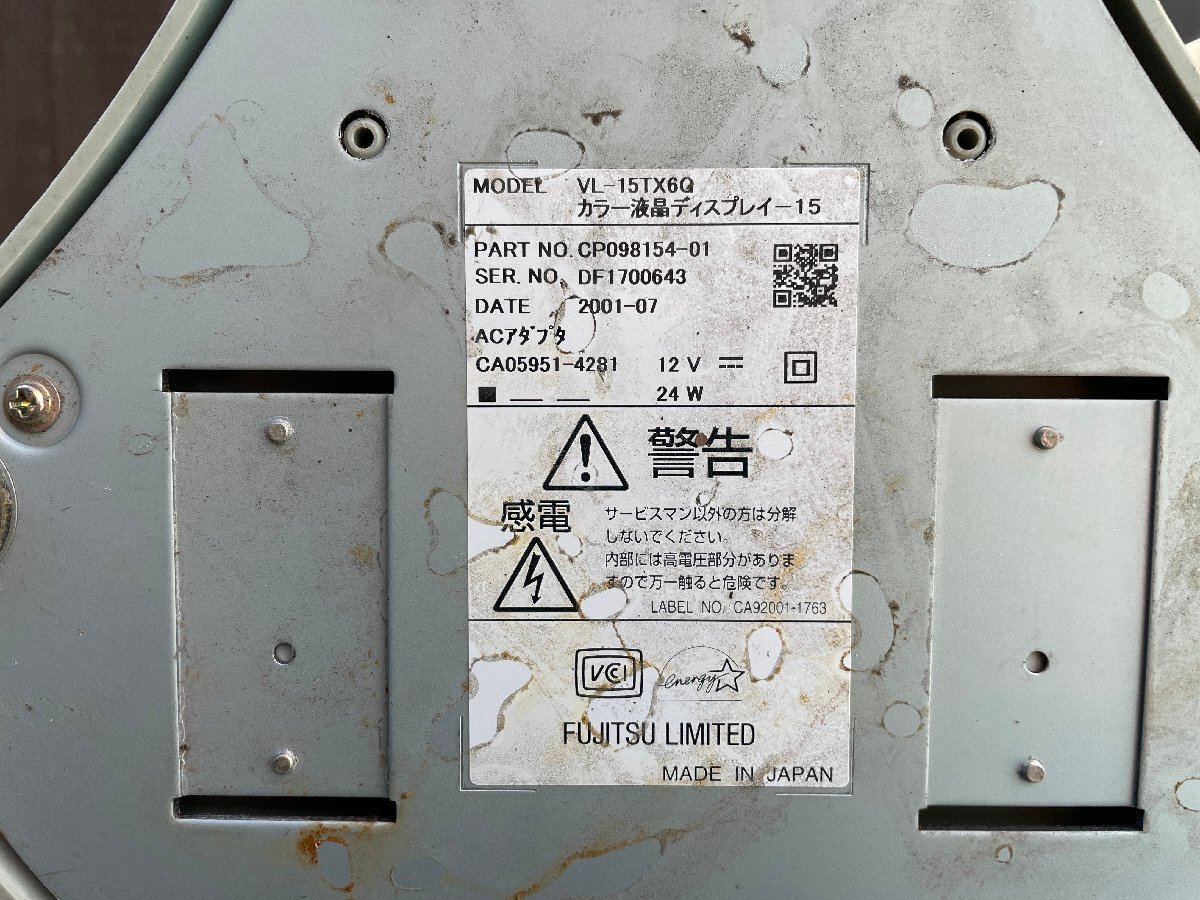 MODEL VL-15TX6Q
カラー液晶ディスプレイ-15
PART NO. CP098154-01
SER. NO. DF1700643
DATE 2001-07
ACアダプタ
CA05951-4281 12 V
24 W
警告
感電
サービスマン以外の方は分解
しないでください。
内部には高電圧部分がありま
すので万一触ると危険です。
LABEL NO. CA92001-1763
VCCI
energy
FUJITSU LIMITED
MADE IN JAPAN